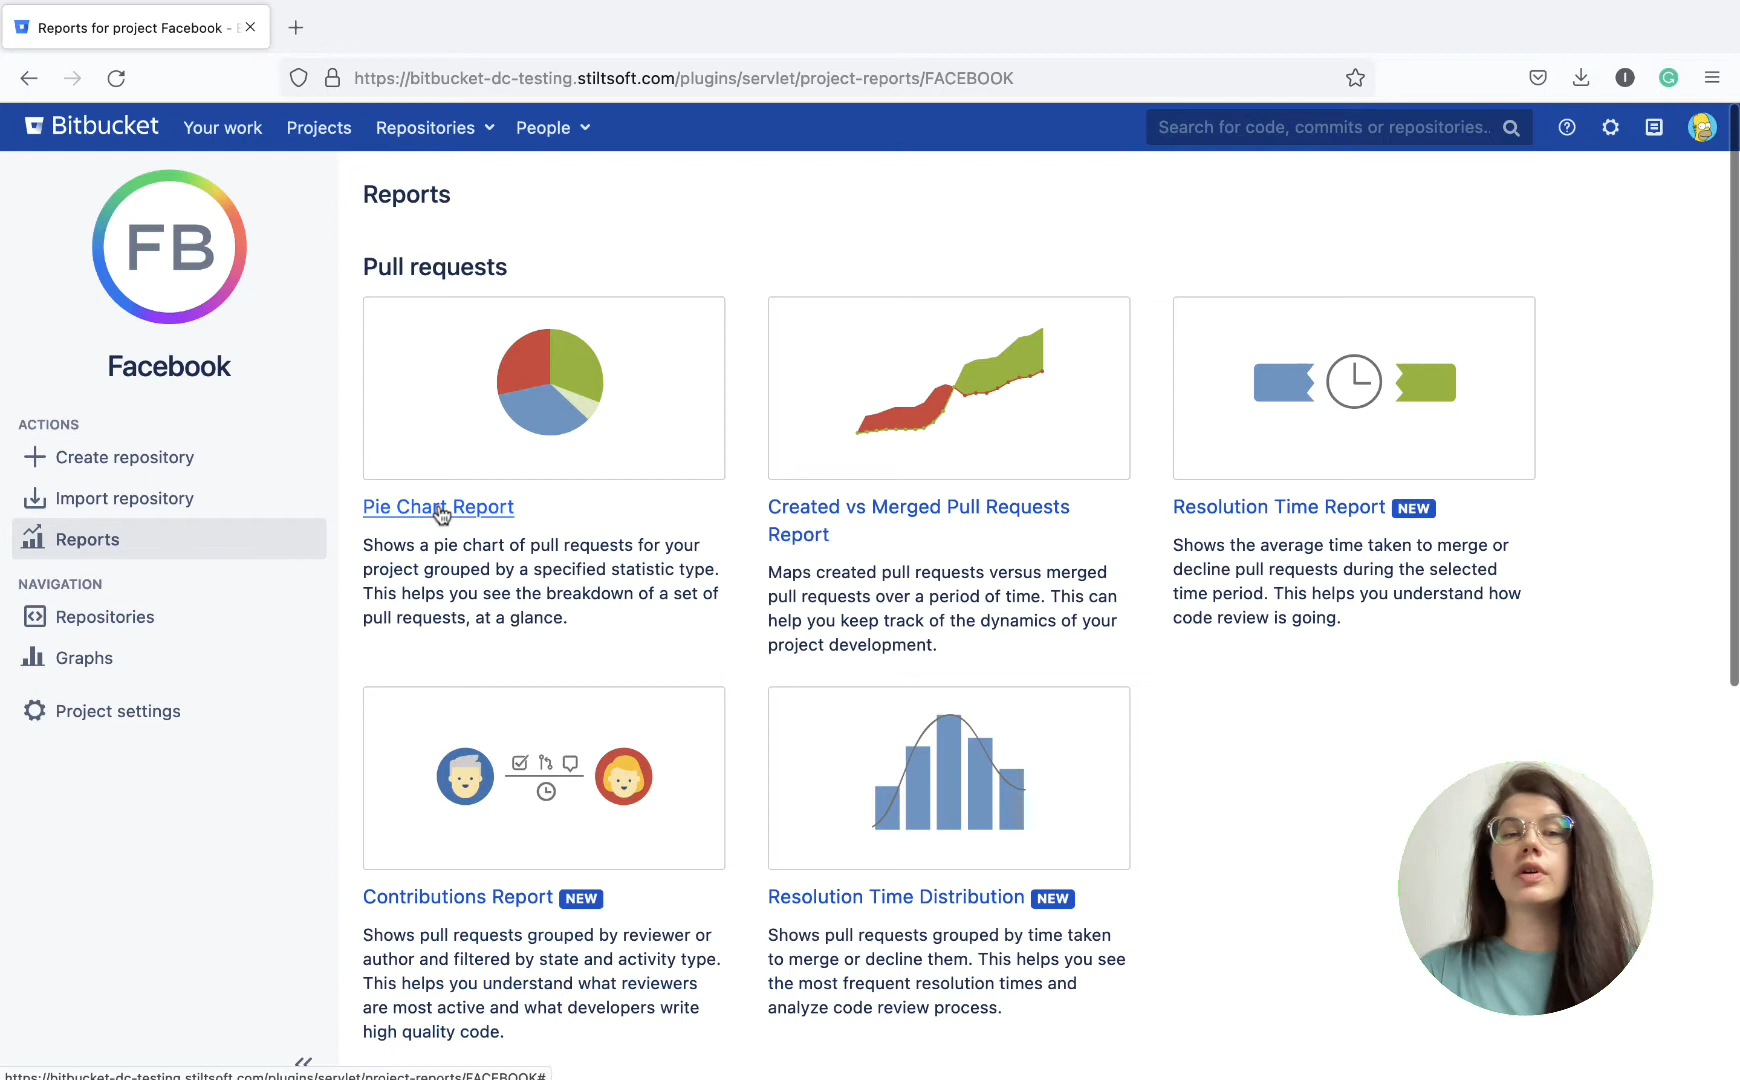 Reports for project Facebook -
https://bitbucket-dc-testing.stiltsoft.com/plugins/servlet/project-reports/FACEBOOK
Bitbucket
Your work
Projects
Repositories
People
Search for code, commits or repositories..
FB
Facebook
ACTIONS
Create repository
Import repository
Reports
NAVIGATION
Repositories
Graphs
Project settings
Reports
Pull requests
Pie Chart Report
Shows a pie chart of pull requests for your
project grouped by a specified statistic type.
This helps you see the breakdown of a set of
pull requests, at a glance.
Created vs Merged Pull Requests
Report
Maps created pull requests versus merged
pull requests over a period of time. This can
help you keep track of the dynamics of your
project development.
Resolution Time Report NEW
Shows the average time taken to merge or
decline pull requests during the selected
time period. This helps you understand how
code review is going.
Contributions Report NEW
Shows pull requests grouped by reviewer or
author and filtered by state and activity type.
This helps you understand what reviewers
are most active and what developers write
high quality code.
Resolution Time Distribution NEW
Shows pull requests grouped by time taken
to merge or decline them. This helps you see
the most frequent resolution times and
analyze code review process.
https://bitbucket-dc-testing.stiltsoft.com/plugins/servlet/project-reports/FACEBOOK#